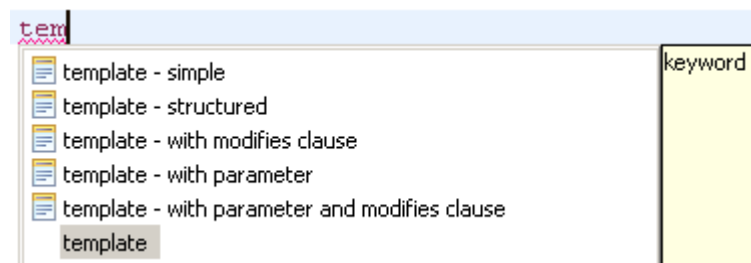 tem
template - simple
keyword
template - structured
template - with modifies clause
template - with parameter
template - with parameter and modifies clause
template